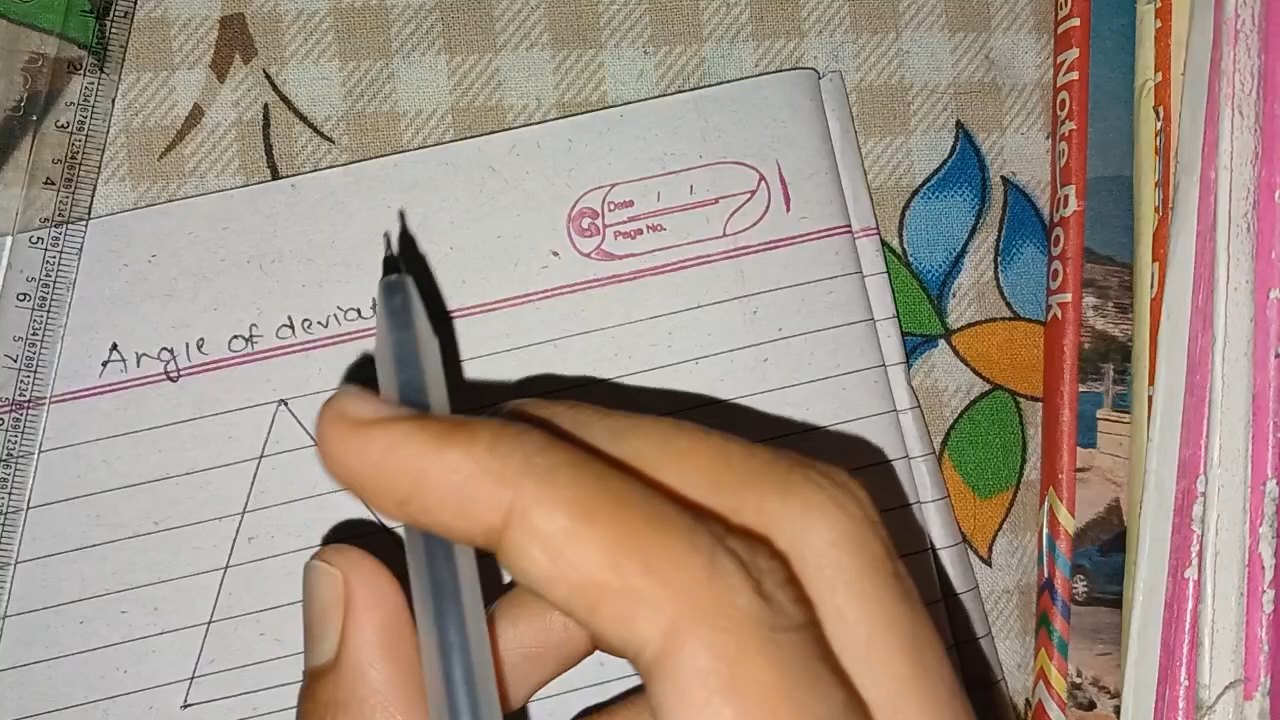 Date / /
Page No.
Angle of deviat
al Note Book